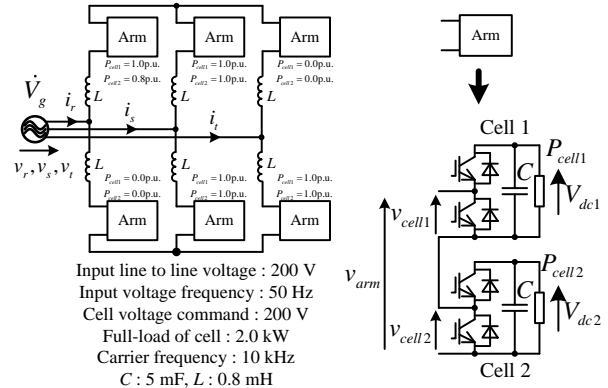 Arm
Arm
Arm
P_cell1 = 1.0p.u.
P_cell2 = 0.8p.u.
P_cell1 = 1.0p.u.
P_cell2 = 1.0p.u.
P_cell1 = 0.0p.u.
P_cell2 = 0.0p.u.
L
L
L
V̇_g
i_r
i_s
i_t
v_r, v_s, v_t
L
L
L
P_cell1 = 0.0p.u.
P_cell2 = 0.0p.u.
P_cell1 = 1.0p.u.
P_cell2 = 1.0p.u.
P_cell1 = 1.0p.u.
P_cell2 = 1.0p.u.
Arm
Arm
Arm
Input line to line voltage : 200 V
Input voltage frequency : 50 Hz
Cell voltage command : 200 V
Full-load of cell : 2.0 kW
Carrier frequency : 10 kHz
C : 5 mF, L : 0.8 mH
Arm
Cell 1
P_cell1
C
V_dc1
v_cell1
v_arm
P_cell2
C
V_dc2
v_cell2
Cell 2